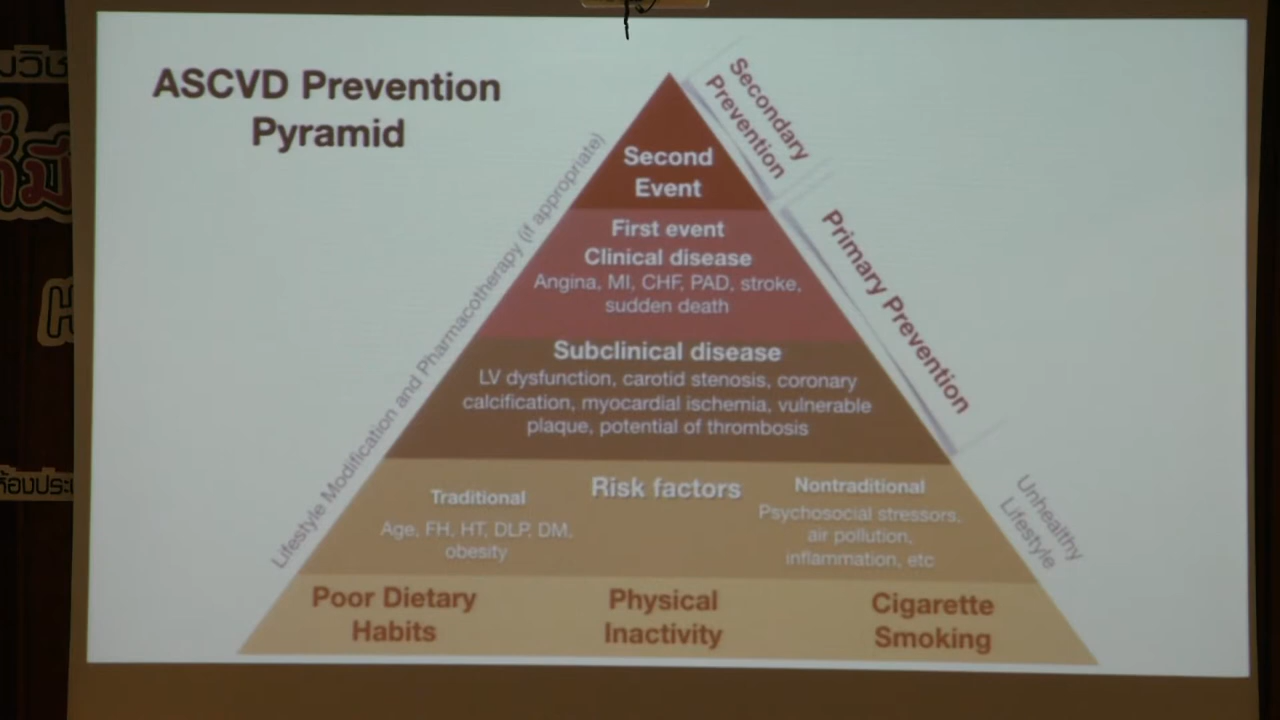 ASCVD Prevention
Pyramid
Secondary
Prevention
Second
Event
Primary Prevention
First event
Clinical disease
Angina, MI, CHF, PAD, stroke,
sudden death
Subclinical disease
LV dysfunction, carotid stenosis, coronary
calcification, myocardial ischemia, vulnerable
plaque, potential of thrombosis
Lifestyle Modification and Pharmacotherapy (if appropriate)
Risk factors
Traditional
Age, FH, HT, DLP, DM,
obesity
Nontraditional
Psychosocial stressors,
air pollution,
inflammation, etc
Unhealthy
Lifestyle
Poor Dietary
Habits
Physical
Inactivity
Cigarette
Smoking